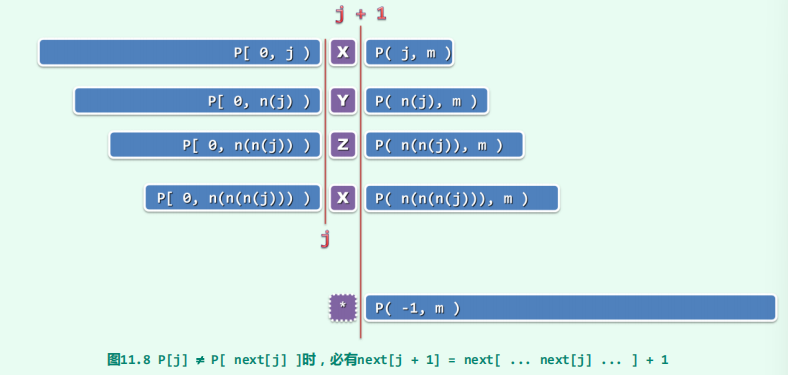 j + 1
P[ 0, j ) X P( j, m )
P[ 0, n(j) ) Y P( n(j), m )
P[ 0, n(n(j)) ) Z P( n(n(j)), m )
P[ 0, n(n(n(j))) ) X P( n(n(n(j))), m )
j
* P( -1, m )
图11.8 P[j] ≠ P[ next[j] ]时，必有next[j + 1] = next[ ... next[j] ... ] + 1